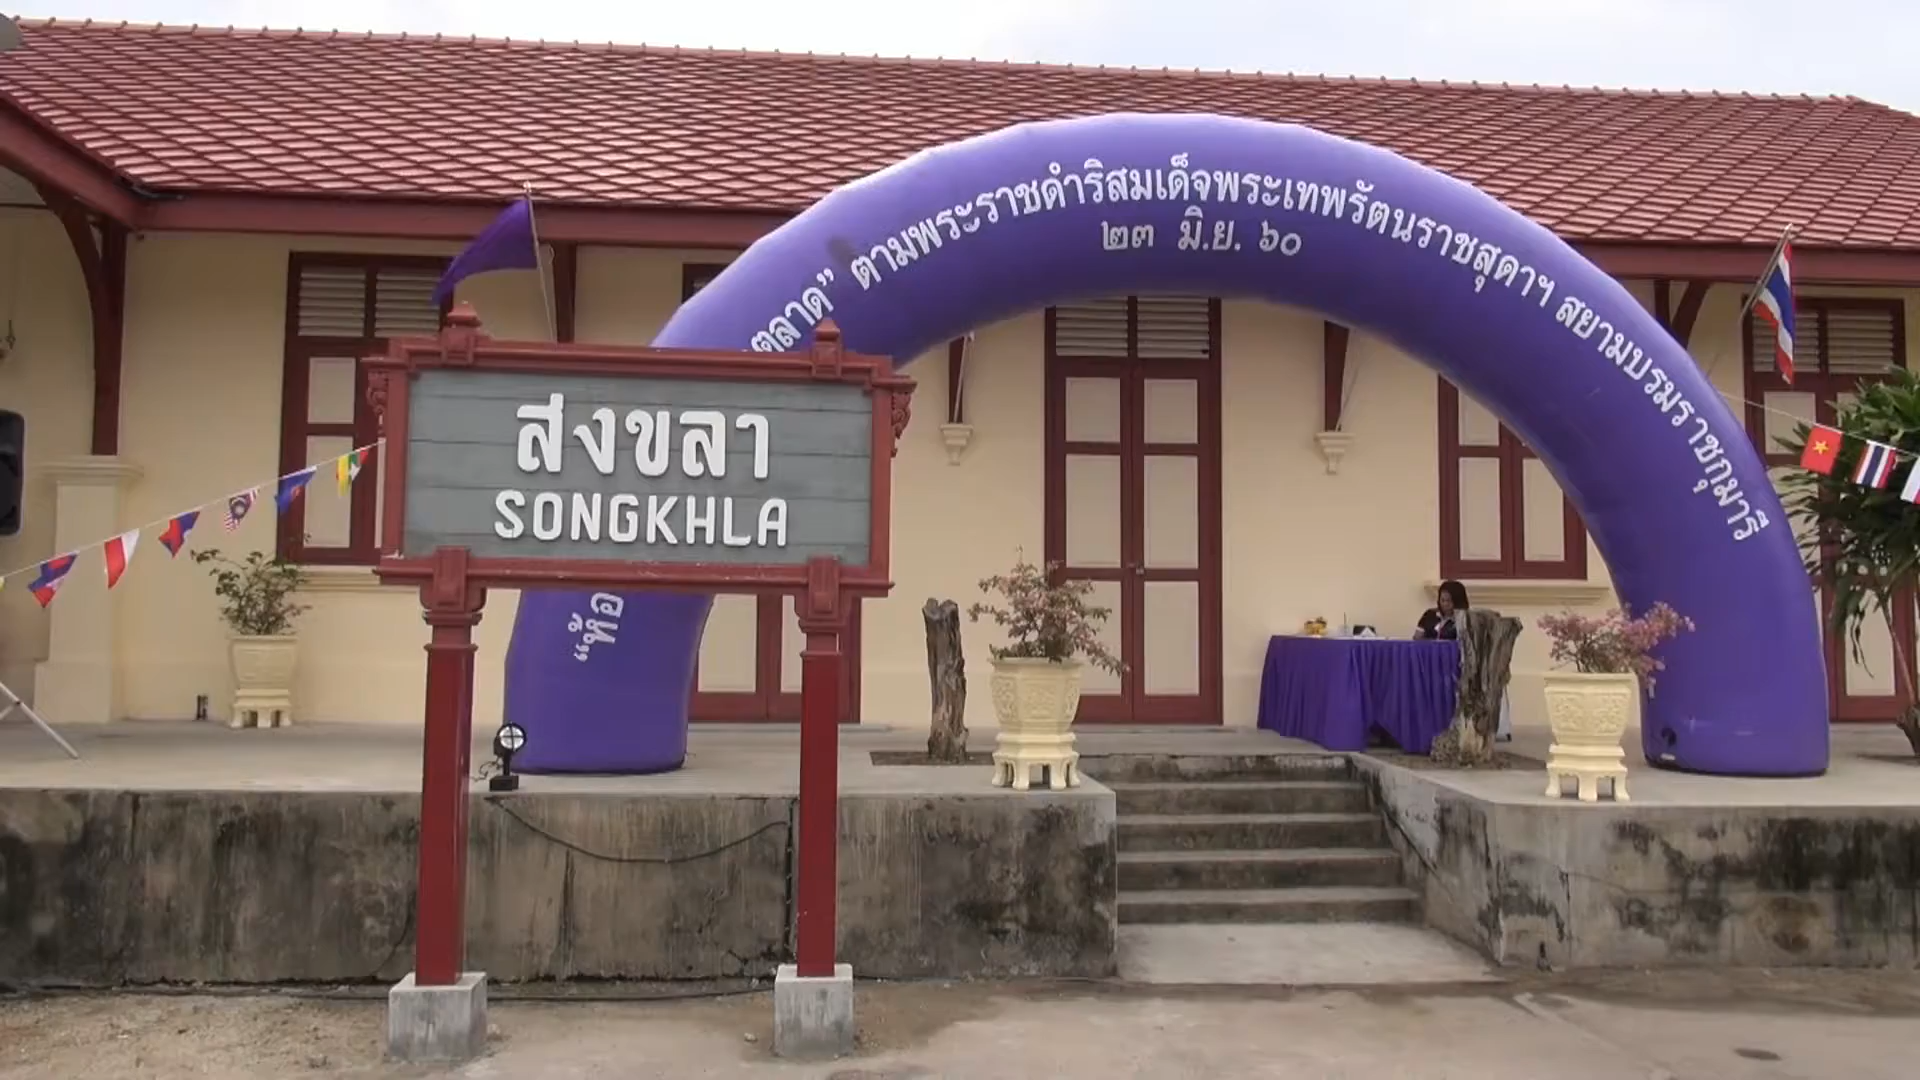 สงขลา
SONGKHLA
“ห้อ
ตลาด” ตามพระราชดำริสมเด็จพระเทพรัตนราชสุดาฯ สยามบรมราชกุมารี
๒๓ มิ.ย. ๖๐